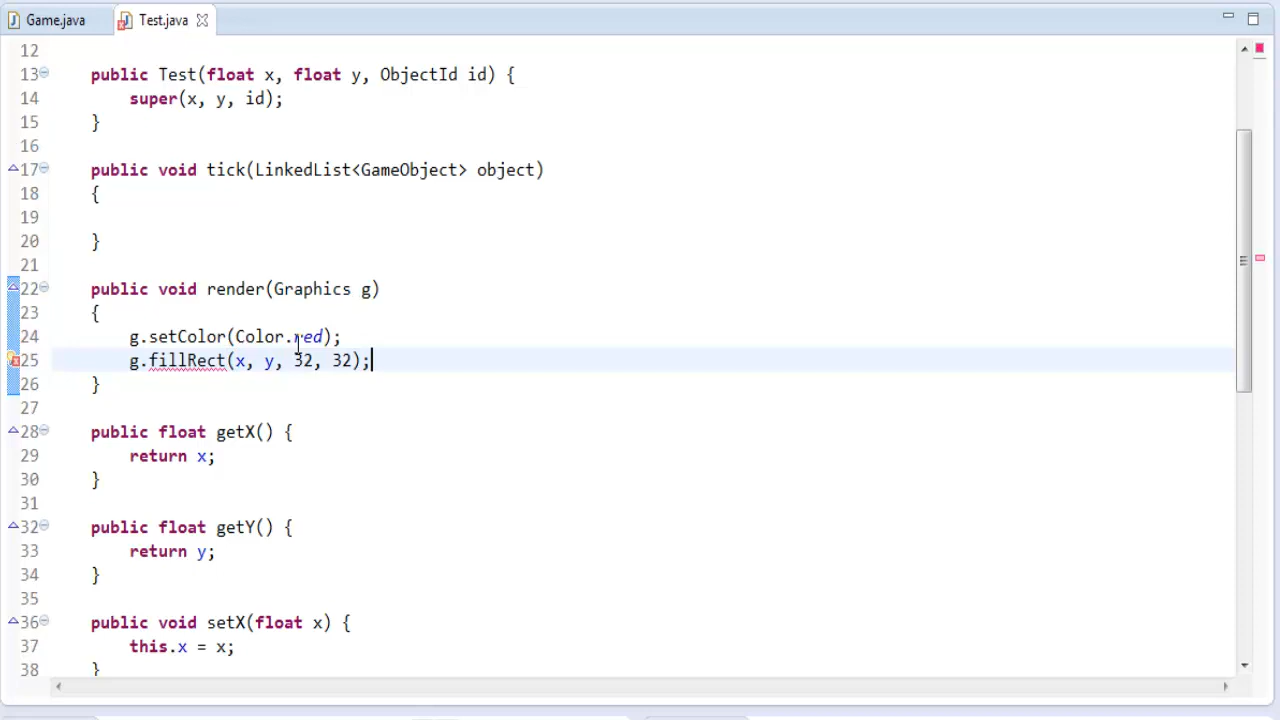 Game.java Test.java
12
13 public Test(float x, float y, ObjectId id) {
14 super(x, y, id);
15 }
16
17 public void tick(LinkedList<GameObject> object)
18 {
19
20 }
21
22 public void render(Graphics g)
23 {
24 g.setColor(Color.red);
25 g.fillRect(x, y, 32, 32);
26 }
27
28 public float getX() {
29 return x;
30 }
31
32 public float getY() {
33 return y;
34 }
35
36 public void setX(float x) {
37 this.x = x;
38 }